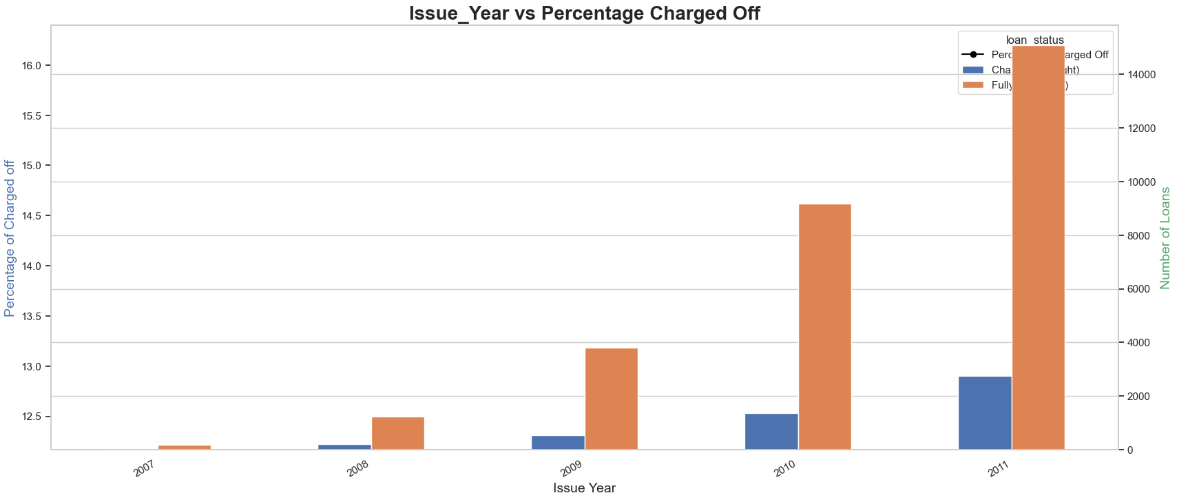 Issue_Year vs Percentage Charged Off
loan_status
Perc arged Off
Cha ght)
Fully )
16.0
15.5
15.0
14.5
14.0
13.5
13.0
12.5
Percentage of Charged off
14000
12000
10000
8000
6000
4000
2000
0
Number of Loans
2007
2008
2009
2010
2011
Issue Year